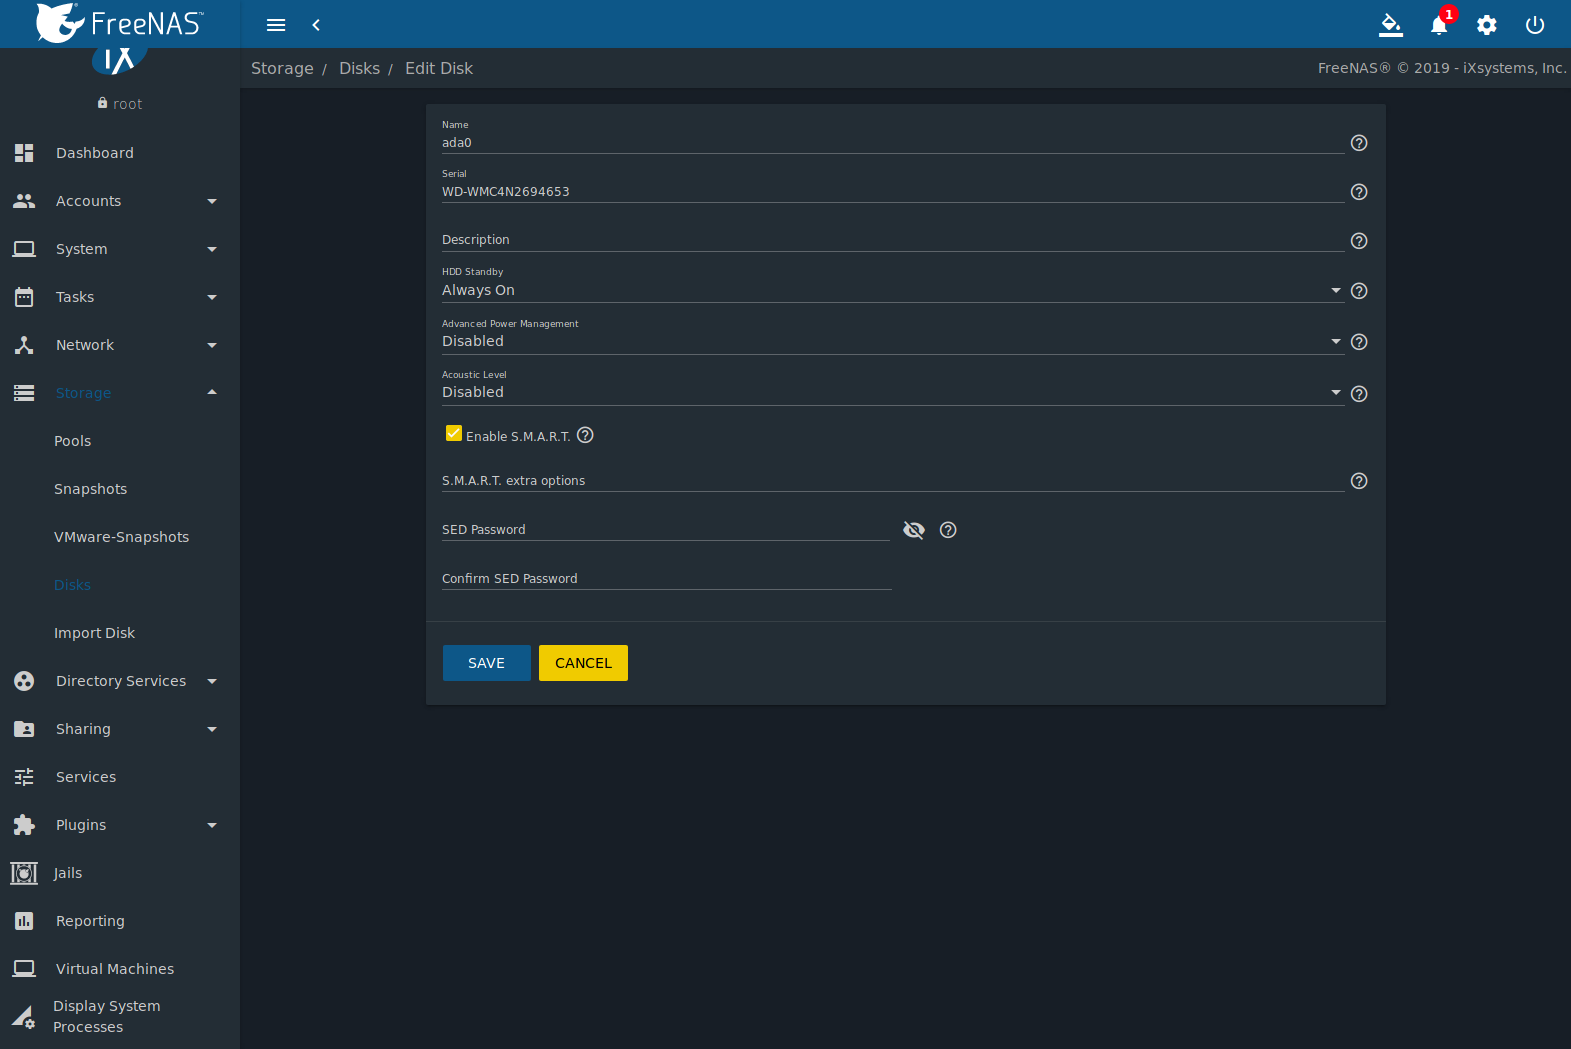 FreeNAS™
1
iX
root
Storage / Disks / Edit Disk
FreeNAS® © 2019 - iXsystems, Inc.
Dashboard
Accounts
System
Tasks
Network
Storage
Pools
Snapshots
VMware-Snapshots
Disks
Import Disk
Directory Services
Sharing
Services
Plugins
Jails
Reporting
Virtual Machines
Display System
Processes
Name
ada0
Serial
WD-WMC4N2694653
Description
HDD Standby
Always On
Advanced Power Management
Disabled
Acoustic Level
Disabled
Enable S.M.A.R.T.
S.M.A.R.T. extra options
SED Password
Confirm SED Password
SAVE
CANCEL